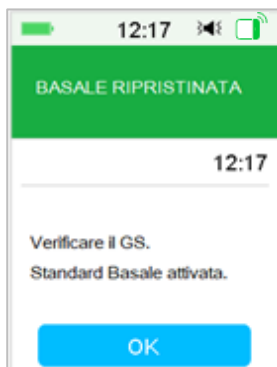 12:17
BASALE RIPRISTINATA
12:17
Verificare il GS.
Standard Basale attivata.
OK